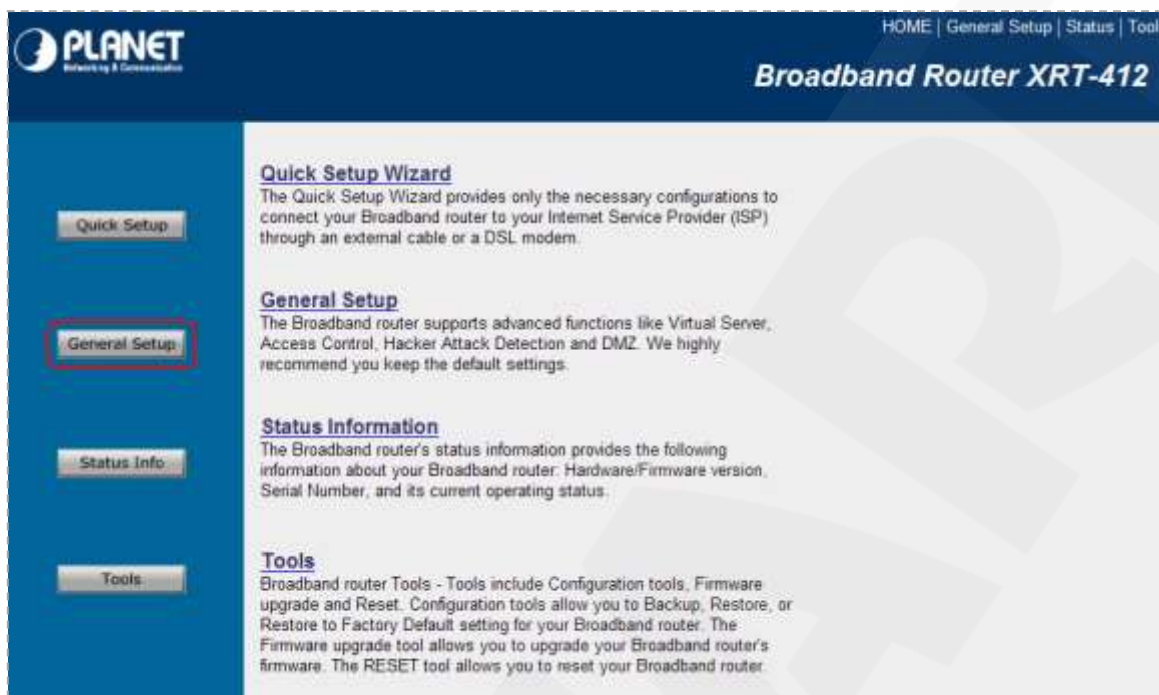 HOME | General Setup | Status | Tool
PLANET
Networking & Communication
Broadband Router XRT-412
Quick Setup
General Setup
Status Info
Tools
Quick Setup Wizard
The Quick Setup Wizard provides only the necessary configurations to
connect your Broadband router to your Internet Service Provider (ISP)
through an external cable or a DSL modem.
General Setup
The Broadband router supports advanced functions like Virtual Server,
Access Control, Hacker Attack Detection and DMZ. We highly
recommend you keep the default settings.
Status Information
The Broadband router's status information provides the following
information about your Broadband router: Hardware/Firmware version,
Serial Number, and its current operating status.
Tools
Broadband router Tools - Tools include Configuration tools, Firmware
upgrade and Reset. Configuration tools allow you to Backup, Restore, or
Restore to Factory Default setting for your Broadband router. The
Firmware upgrade tool allows you to upgrade your Broadband router's
firmware. The RESET tool allows you to reset your Broadband router.